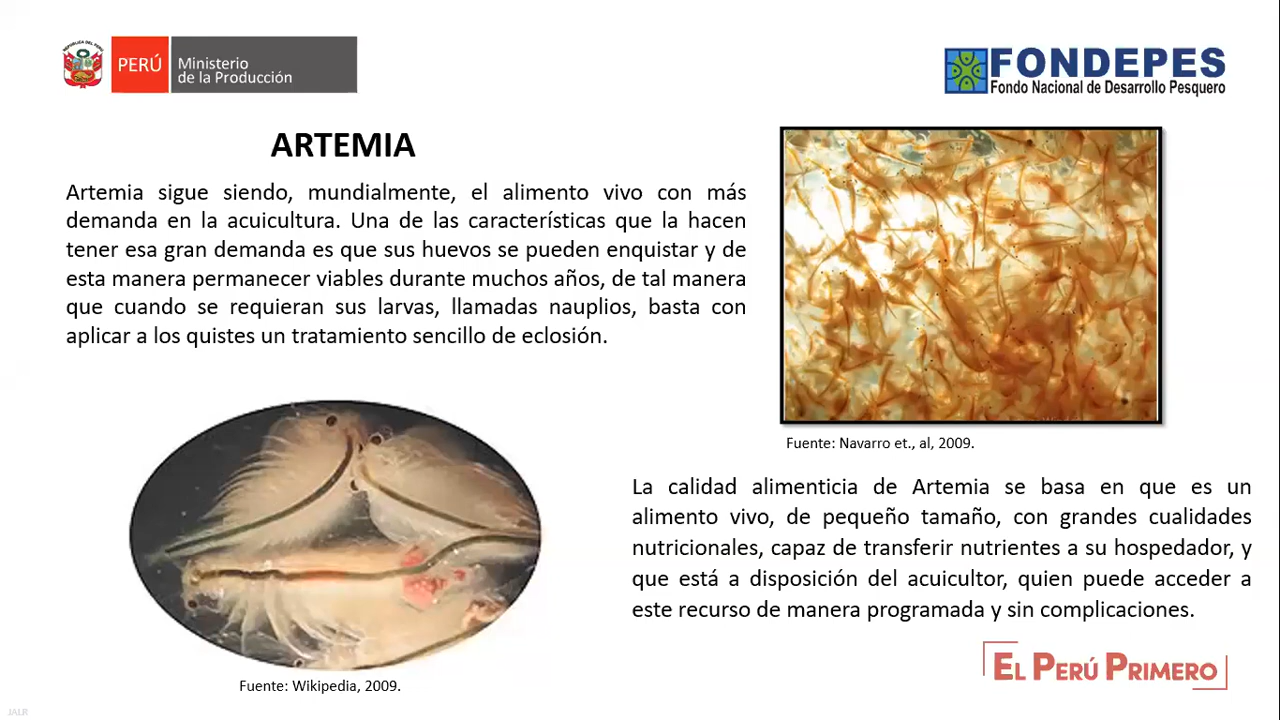 REPÚBLICA DEL PERÚ
PERÚ
Ministerio
de la Producción
FONDEPES
Fondo Nacional de Desarrollo Pesquero
ARTEMIA
Artemia sigue siendo, mundialmente, el alimento vivo con más
demanda en la acuicultura. Una de las características que la hacen
tener esa gran demanda es que sus huevos se pueden enquistar y de
esta manera permanecer viables durante muchos años, de tal manera
que cuando se requieran sus larvas, llamadas nauplios, basta con
aplicar a los quistes un tratamiento sencillo de eclosión.
Fuente: Navarro et., al, 2009.
La calidad alimenticia de Artemia se basa en que es un
alimento vivo, de pequeño tamaño, con grandes cualidades
nutricionales, capaz de transferir nutrientes a su hospedador, y
que está a disposición del acuicultor, quien puede acceder a
este recurso de manera programada y sin complicaciones.
Fuente: Wikipedia, 2009.
EL PERÚ PRIMERO
JALR